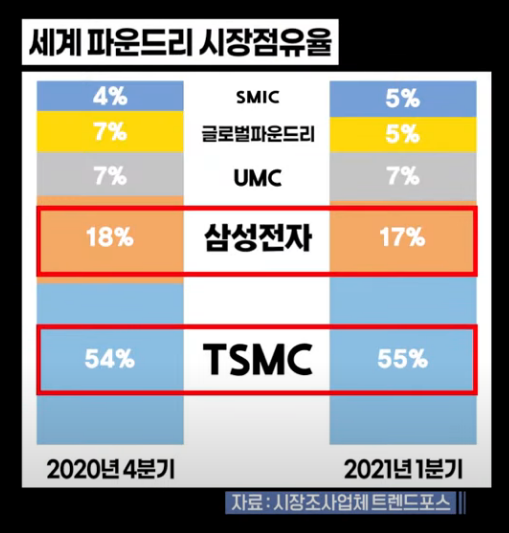 세계 파운드리 시장점유율
4% SMIC 5%
7% 글로벌파운드리 5%
7% UMC 7%
18% 삼성전자 17%
54% TSMC 55%
2020년 4분기 2021년 1분기
자료 : 시장조사업체 트렌드포스